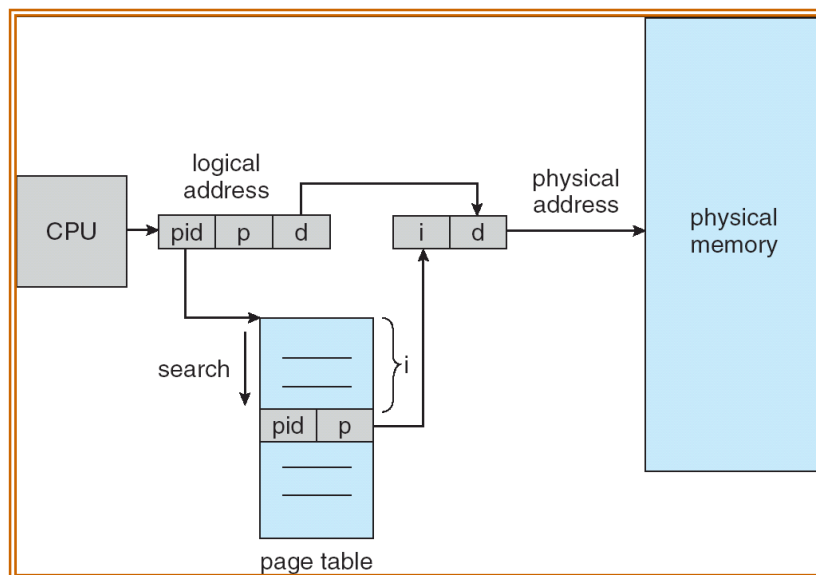 logical
address
physical
address
CPU
pid p d
i d
physical
memory
search
i
pid p
page table